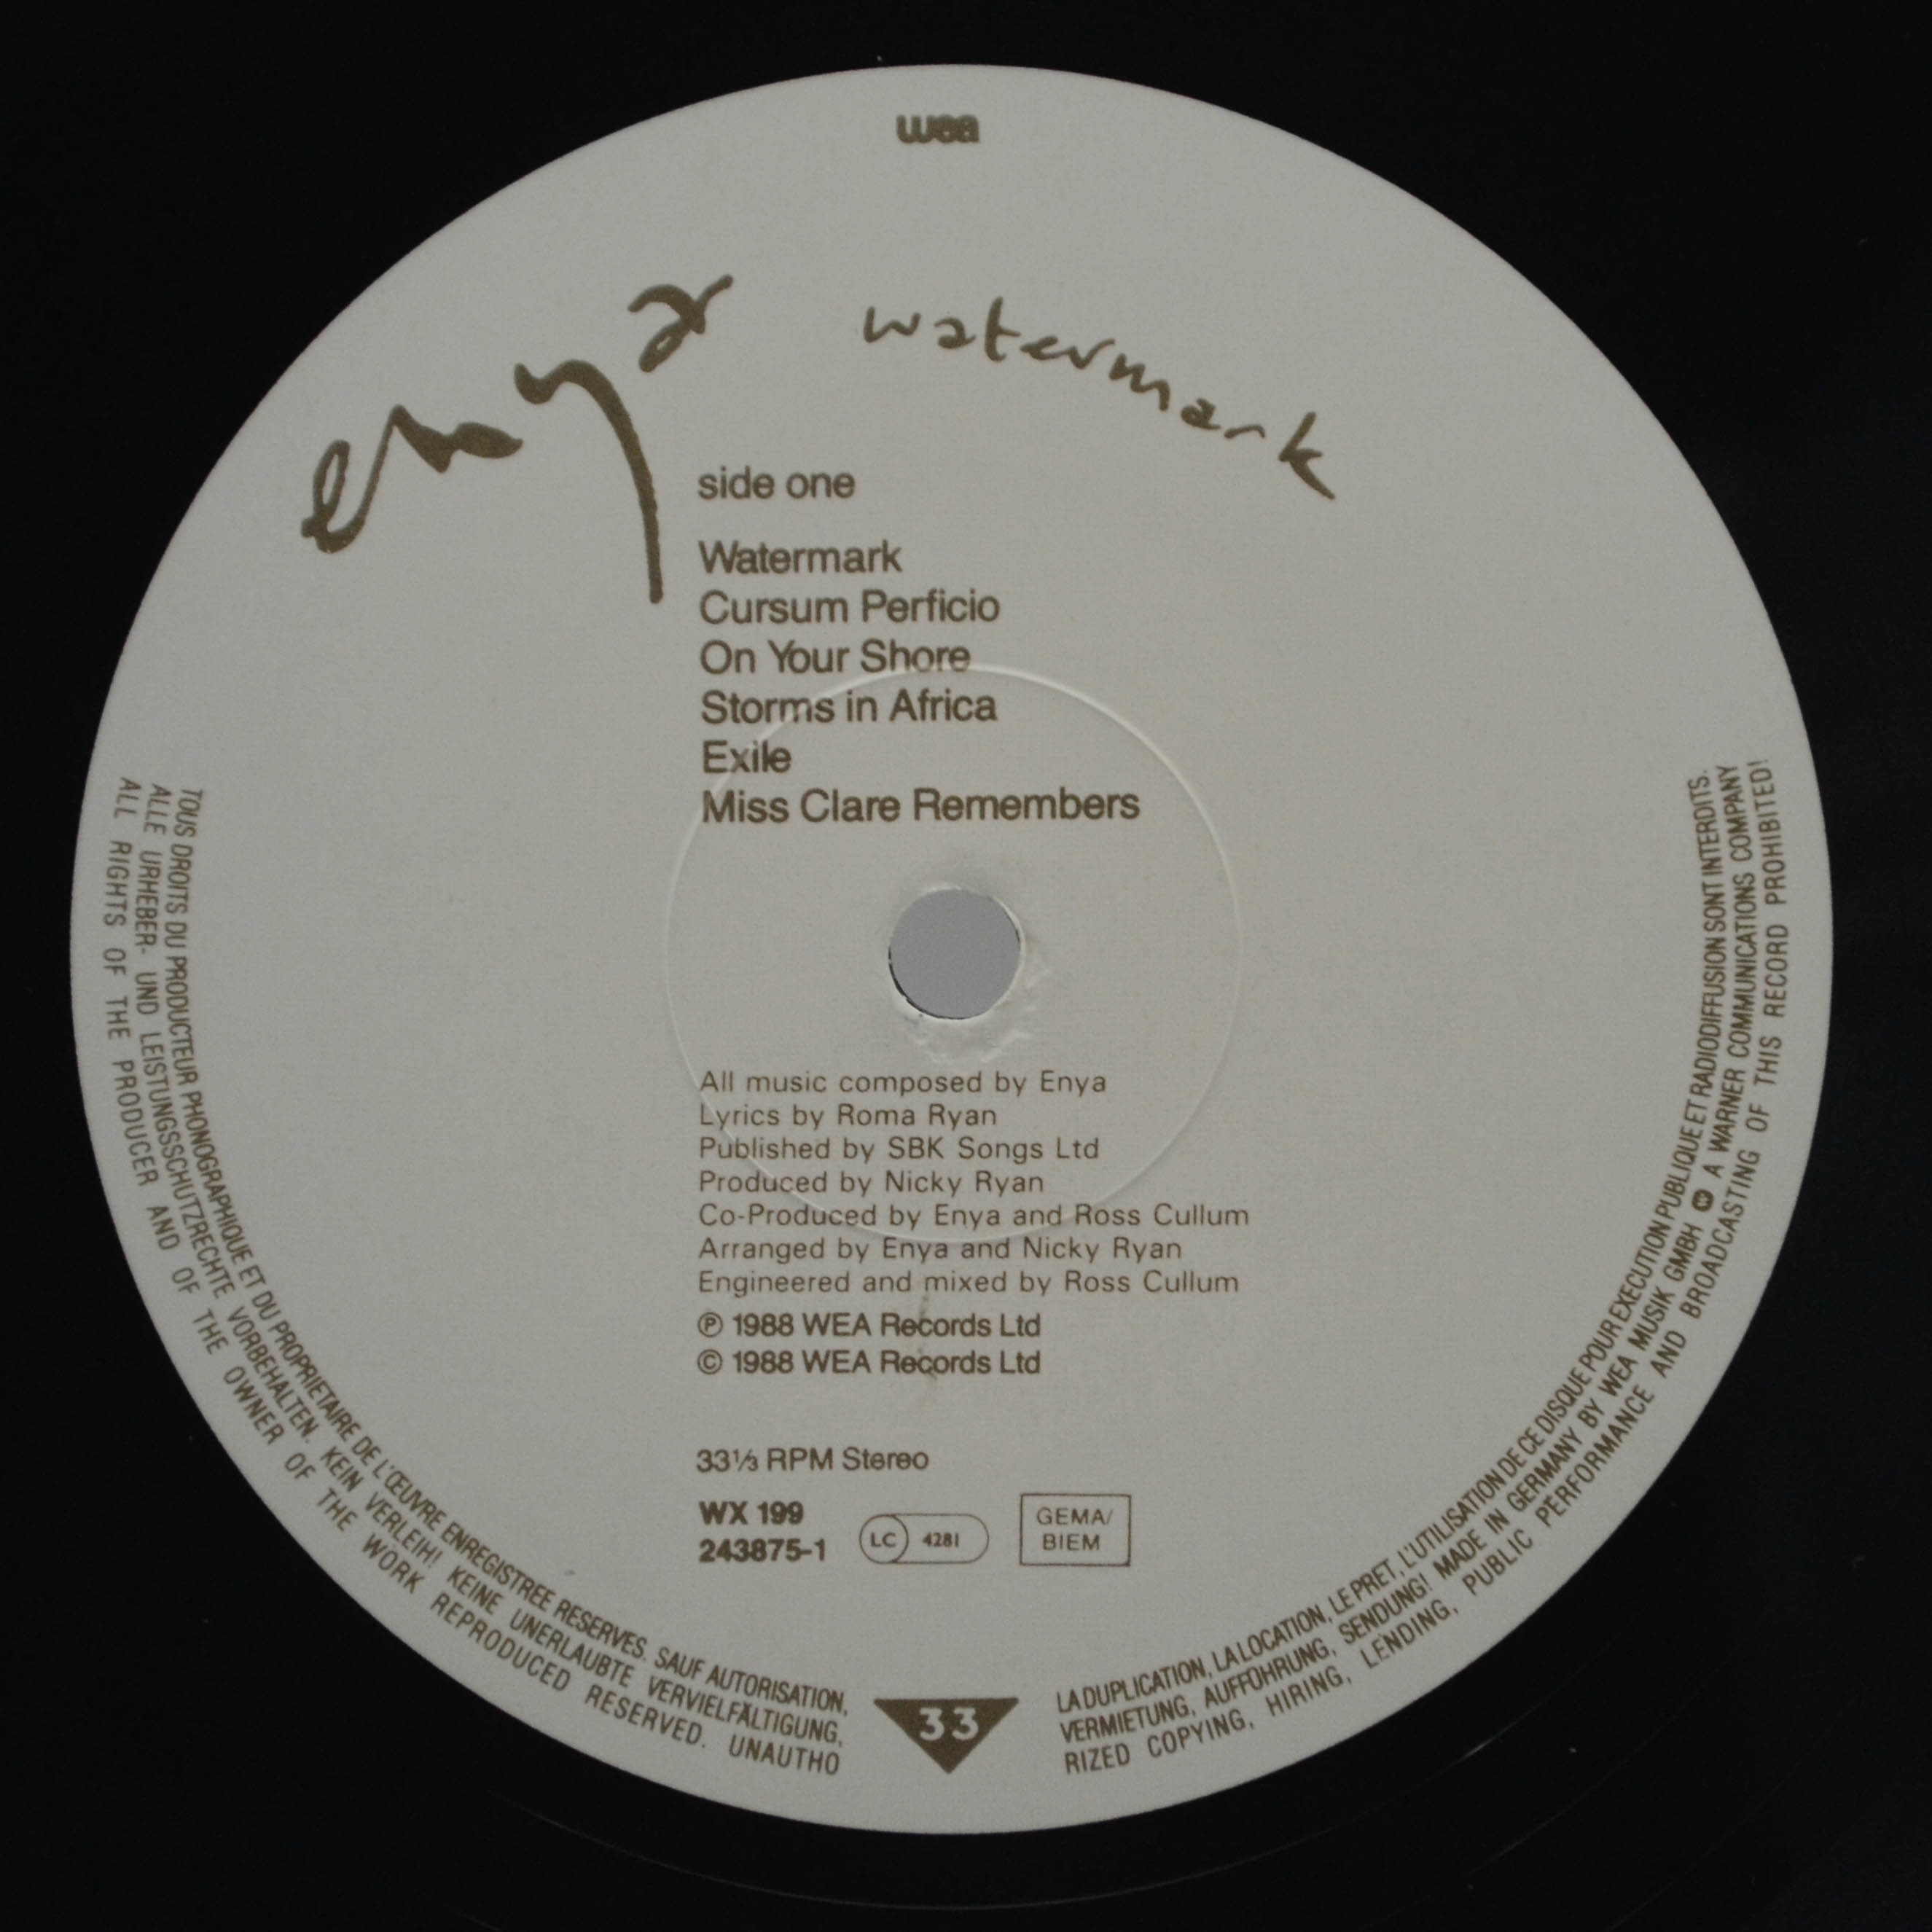 wea
enya
watermark
side one
Watermark
Cursum Perficio
On Your Shore
Storms in Africa
Exile
Miss Clare Remembers
All music composed by Enya
Lyrics by Roma Ryan
Published by SBK Songs Ltd
Produced by Nicky Ryan
Co-Produced by Enya and Ross Cullum
Arranged by Enya and Nicky Ryan
Engineered and mixed by Ross Cullum
℗ 1988 WEA Records Ltd
© 1988 WEA Records Ltd
33⅓ RPM Stereo
WX 199
243875-1
LC 4281
GEMA/
BIEM
TOUS DROITS DU PRODUCTEUR PHONOGRAPHIQUE ET DU PROPRIETAIRE DE L'ŒUVRE ENREGISTREE RESERVES. SAUF AUTORISATION, LA DUPLICATION, LA LOCATION, LE PRET, L'UTILISATION DE CE DISQUE POUR EXECUTION PUBLIQUE ET RADIODIFFUSION SONT INTERDITS.
ALLE URHEBER- UND LEISTUNGSSCHUTZRECHTE VORBEHALTEN. KEIN VERLEIH! KEINE UNERLAUBTE VERVIELFÄLTIGUNG, VERMIETUNG, AUFFÜHRUNG, SENDUNG! MADE IN GERMANY BY WEA MUSIK GMBH W A WARNER COMMUNICATIONS COMPANY
ALL RIGHTS OF THE PRODUCER AND OF THE OWNER OF THE WORK REPRODUCED RESERVED. UNAUTHO RIZED COPYING, HIRING, LENDING, PUBLIC PERFORMANCE AND BROADCASTING OF THIS RECORD PROHIBITED!
33